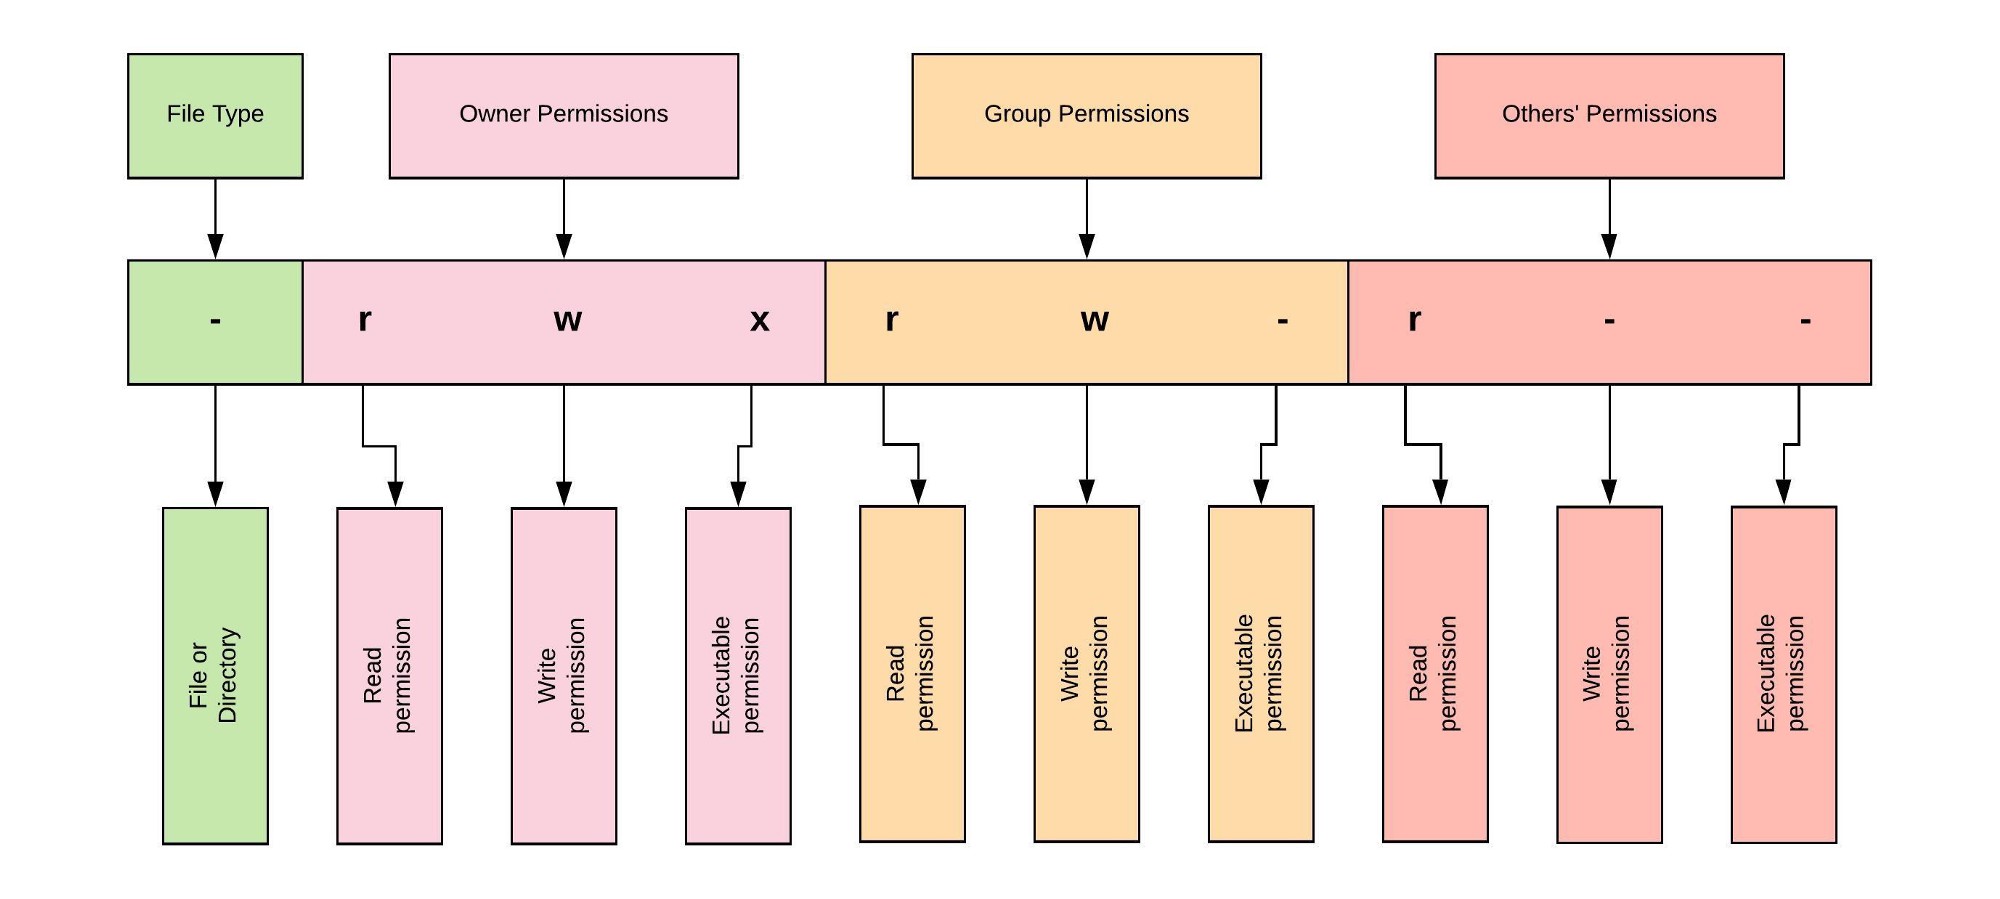 File Type
Owner Permissions
Group Permissions
Others' Permissions
- r w x r w - r - -
File or
Directory
Read
permission
Write
permission
Executable
permission
Read
permission
Write
permission
Executable
permission
Read
permission
Write
permission
Executable
permission